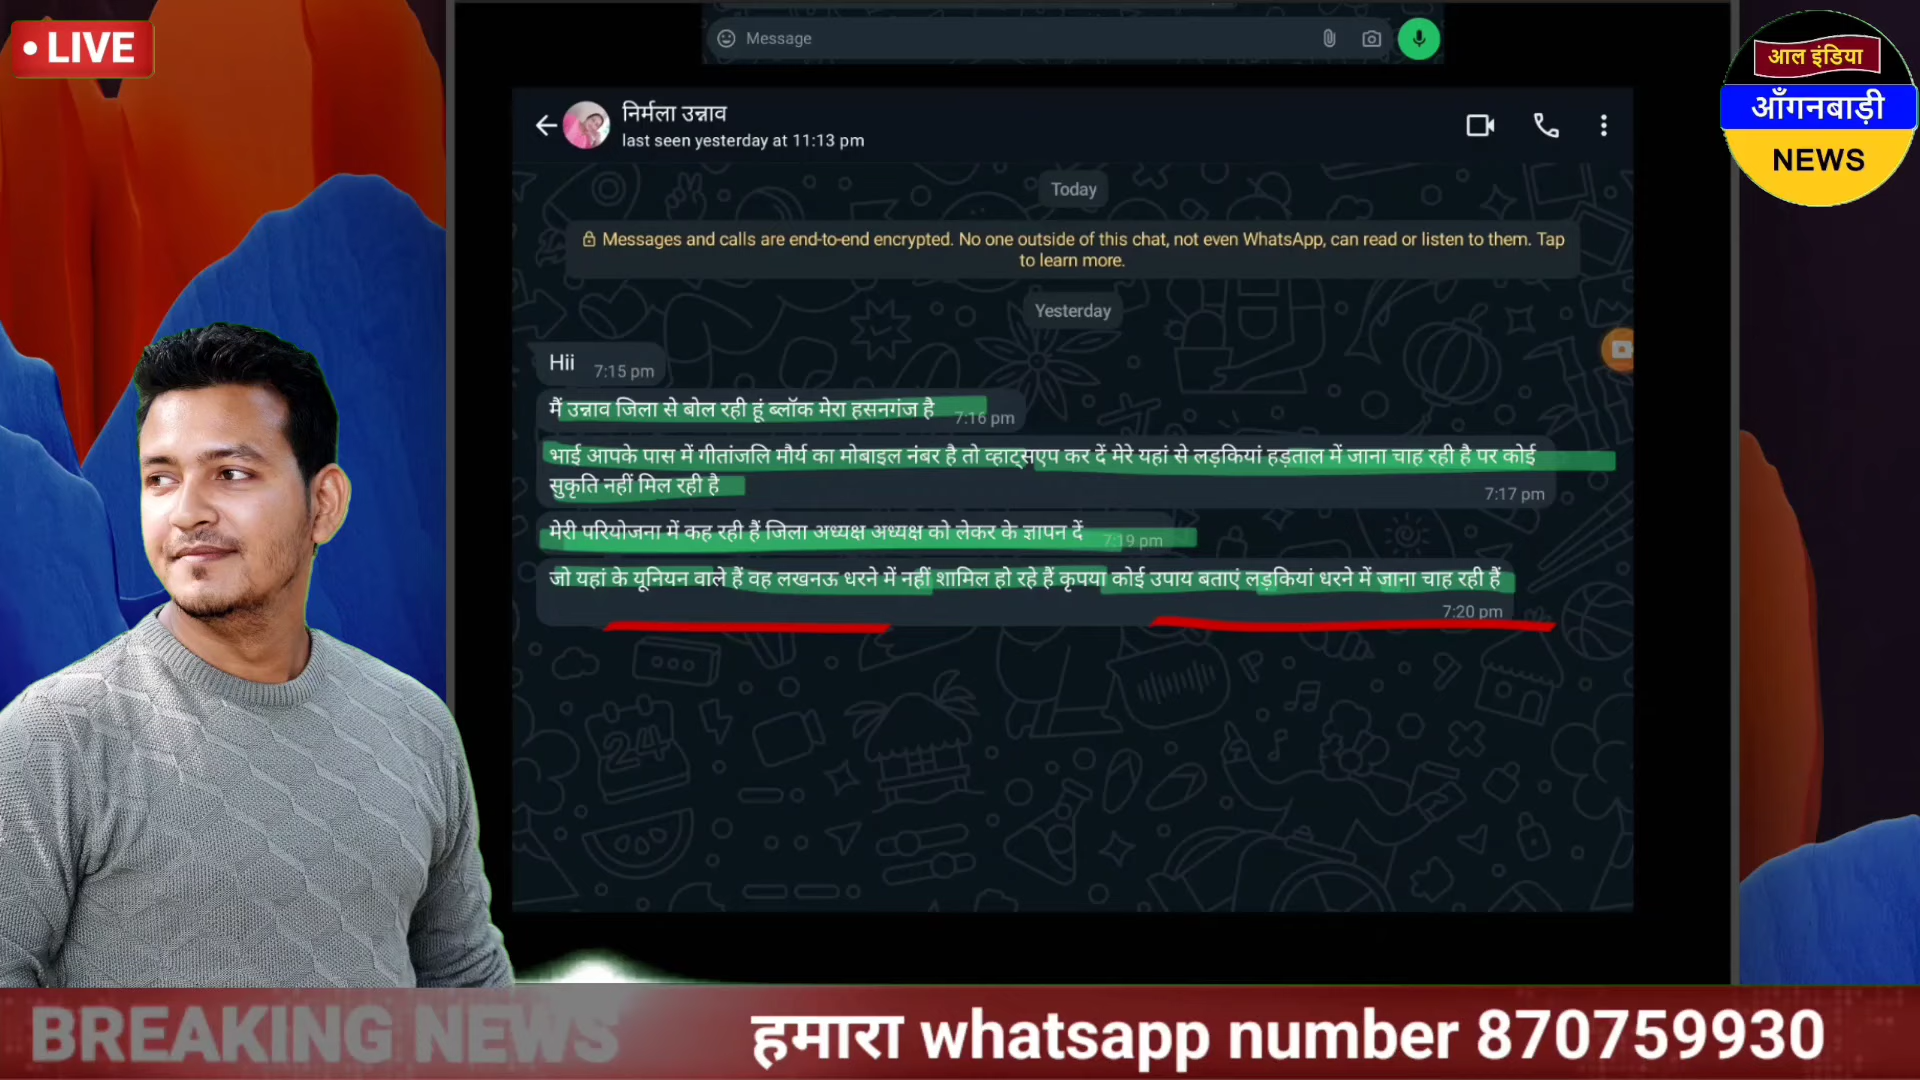 LIVE
Message
आल इंडिया
आँगनबाड़ी
NEWS
निर्मला उन्नाव
last seen yesterday at 11:13 pm
Today
Messages and calls are end-to-end encrypted. No one outside of this chat, not even WhatsApp, can read or listen to them. Tap
to learn more.
Yesterday
Hii 7:15 pm
मैं उन्नाव जिला से बोल रही हूं ब्लॉक मेरा हसनगंज है 7:16 pm
भाई आपके पास में गीतांजलि मौर्य का मोबाइल नंबर है तो व्हाट्सएप कर दें मेरे यहां से लड़कियां हड़ताल में जाना चाह रही है पर कोई
सुकृति नहीं मिल रही है
7:17 pm
मेरी परियोजना में कह रही हैं जिला अध्यक्ष अध्यक्ष को लेकर के ज्ञापन दें 7:19 pm
जो यहां के यूनियन वाले हैं वह लखनऊ धरने में नहीं शामिल हो रहे हैं कृपया कोई उपाय बताएं लड़कियां धरने में जाना चाह रही हैं
7:20 pm
BREAKING NEWS
हमारा whatsapp number 870759930